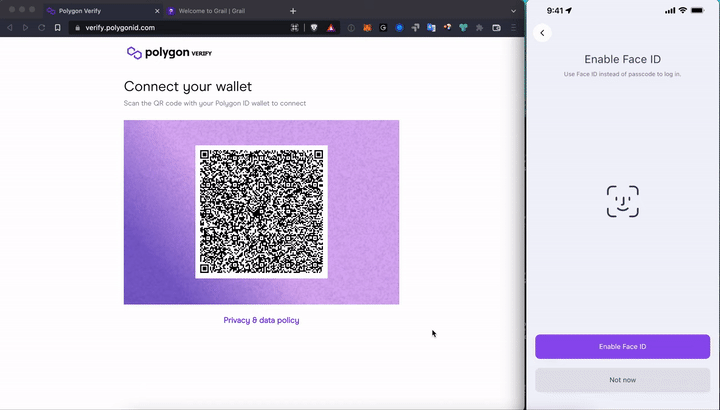 Polygon Verify
Welcome to Grail | Grail
verify.polygonid.com
polygon VERIFY
Connect your wallet
Scan the QR code with your Polygon ID wallet to connect
Privacy & data policy
9:41
Enable Face ID
Use Face ID instead of passcode to log in.
Enable Face ID
Not now